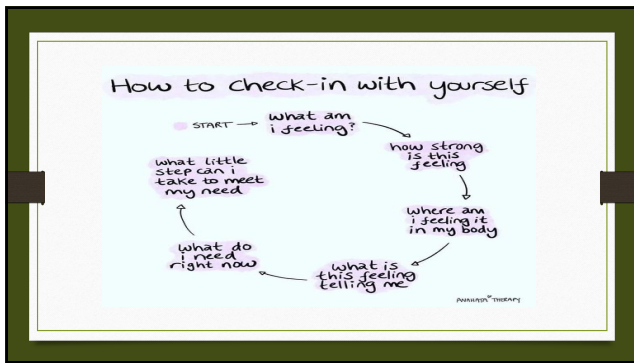 How to check-in with yourself
START
what am
i feeling?
how strong
is this
feeling
where am
i feeling it
in my body
what is
this feeling
telling me
what do
i need
right now
what little
step can i
take to meet
my need
ANAHATA THERAPY